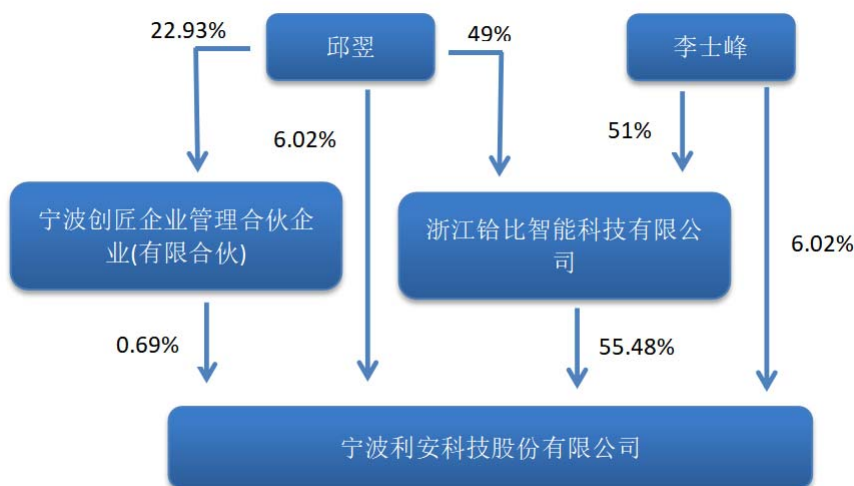 22.93%
邱翌
49%
李士峰
6.02%
51%
宁波创匠企业管理合伙企
业(有限合伙)
浙江铪比智能科技有限公
司
6.02%
0.69%
55.48%
宁波利安科技股份有限公司